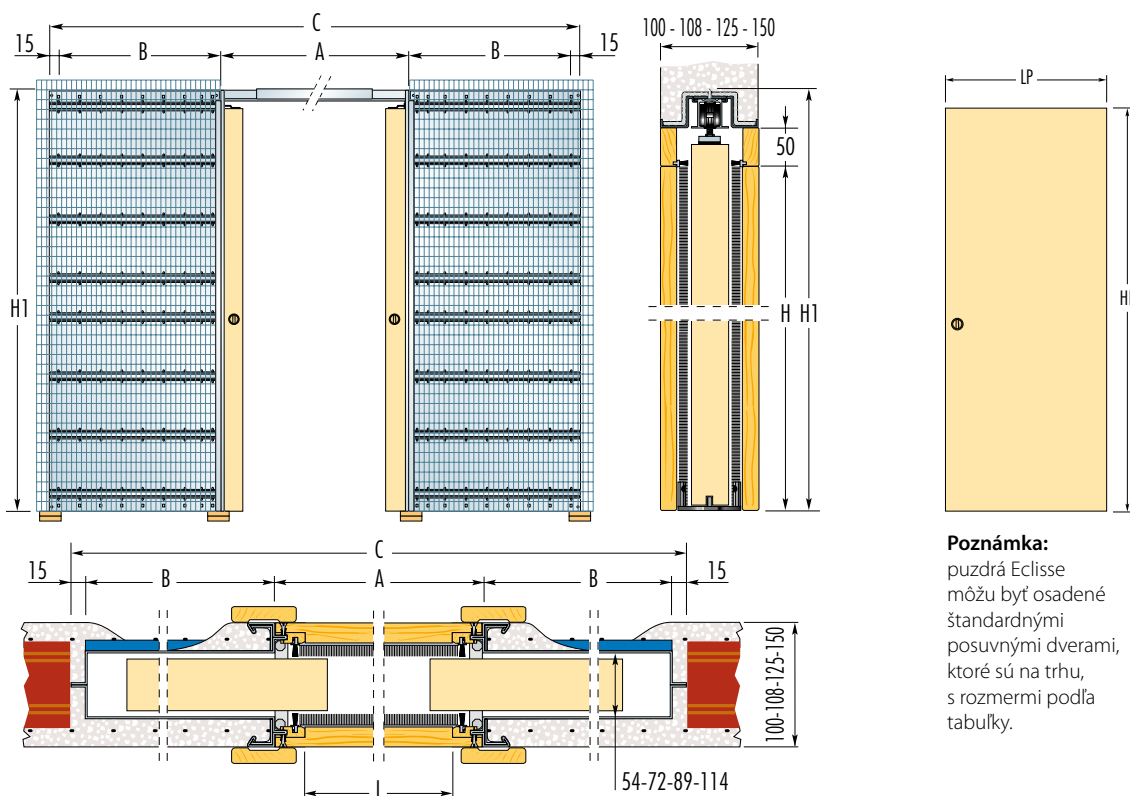 C
15
B
A
B
15
H1
100 - 108 - 125 - 150
50
H
H1
LP
C
15
B
A
B
15
100-108-125-150
54-72-89-114
Poznámka:
puzdrá Eclisse
môžu byť osadené
štandardnými
posuvnými dverami,
ktoré sú na trhu,
s rozmermi podľa
tabuľky.